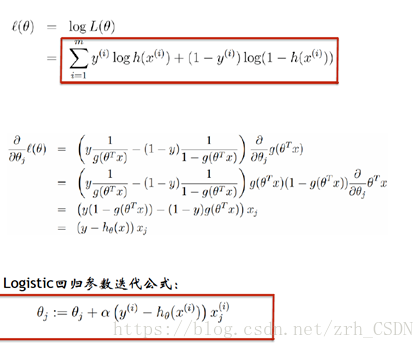 ℓ(θ) = log L(θ)
= ∑_{i=1}^{m} y^{(i)} log h(x^{(i)}) + (1 − y^{(i)}) log(1 − h(x^{(i)}))
∂/∂θ_j ℓ(θ) = (y 1/g(θ^T x) − (1 − y) 1/(1 − g(θ^T x))) ∂/∂θ_j g(θ^T x)
= (y 1/g(θ^T x) − (1 − y) 1/(1 − g(θ^T x))) g(θ^T x)(1 − g(θ^T x)) ∂/∂θ_j θ^T x
= (y(1 − g(θ^T x)) − (1 − y)g(θ^T x)) x_j
= (y − h_θ(x)) x_j
Logistic回归参数迭代公式:
θ_j := θ_j + α (y^{(i)} − h_θ(x^{(i)})) x_j^{(i)}
https://blog.csdn.net/zrh_CSDN